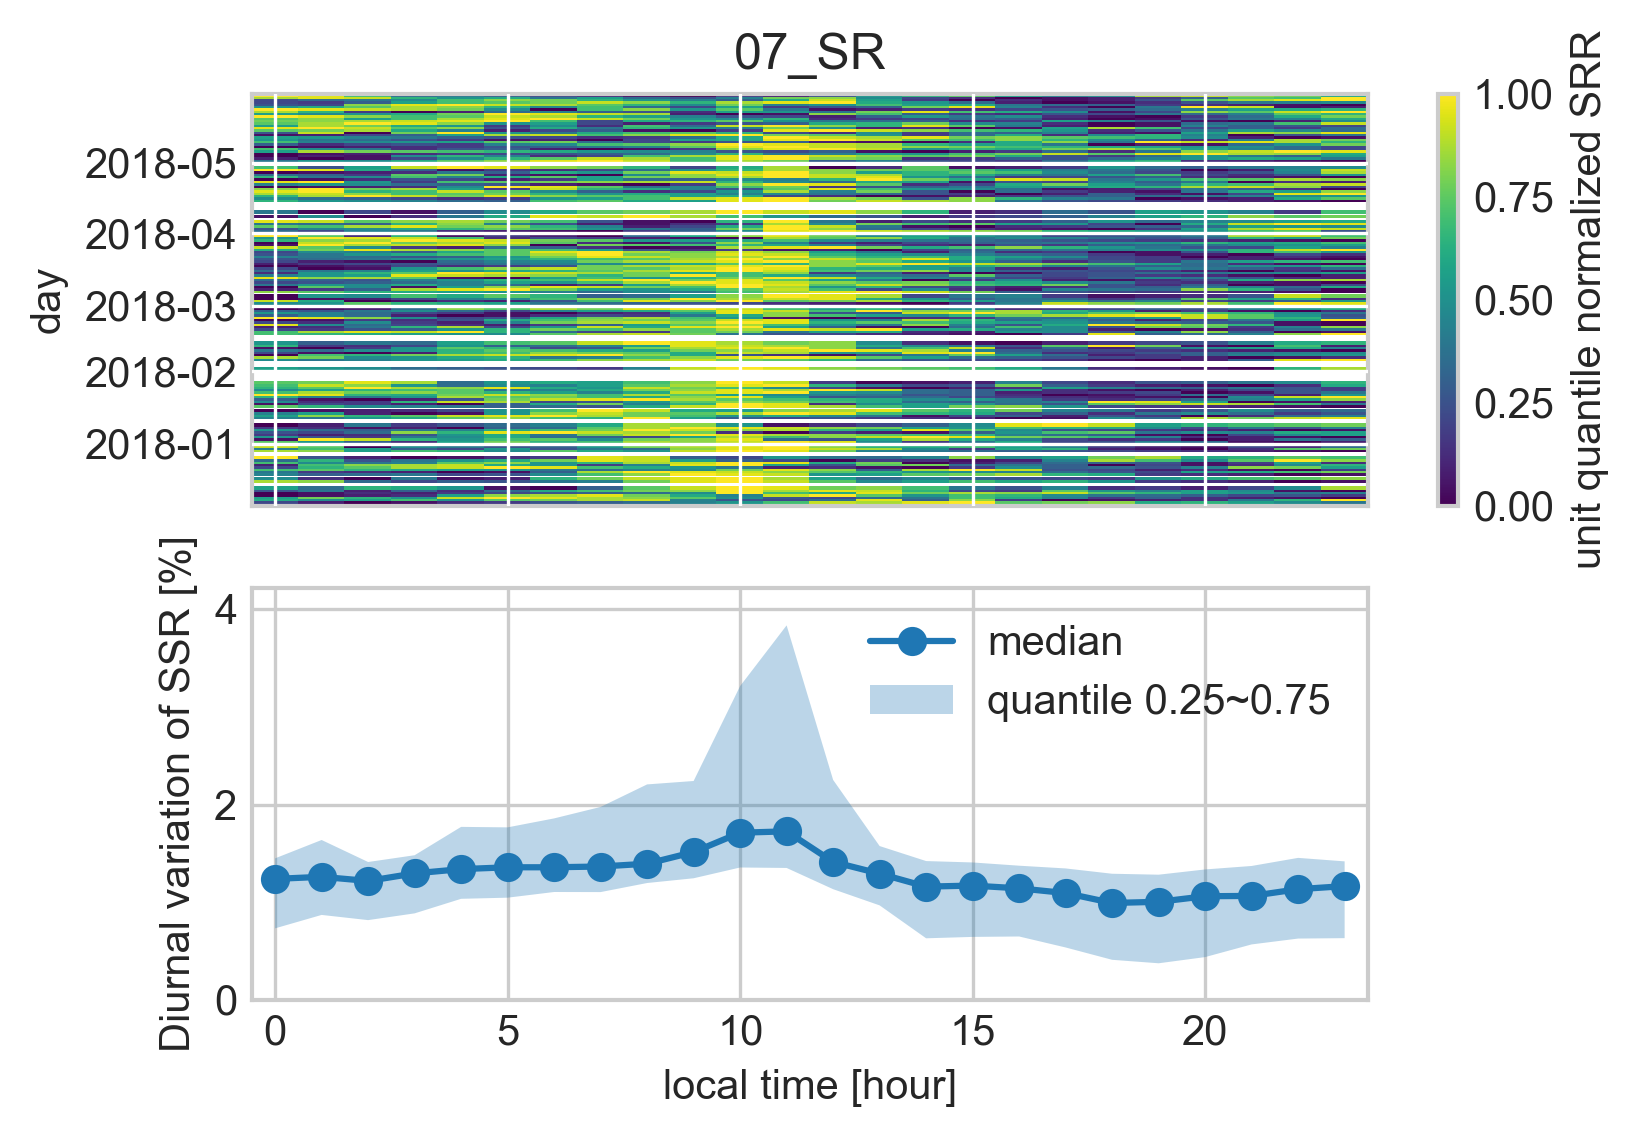 07_SR
day
2018-05
2018-04
2018-03
2018-02
2018-01
1.00
0.75
0.50
0.25
0.00
unit quantile normalized SRR
Diurnal variation of SSR [%]
4
2
0
median
quantile 0.25~0.75
0 5 10 15 20
local time [hour]